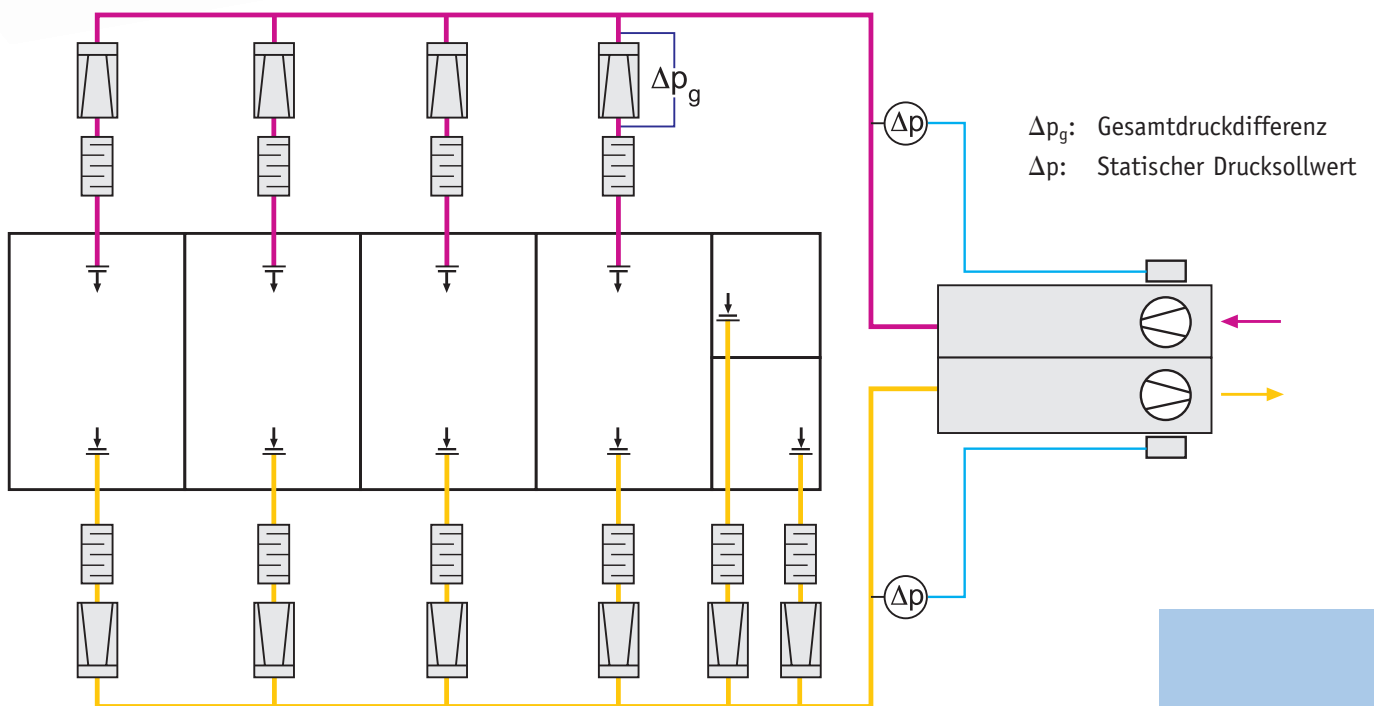 Δpg
Δp
Δpg: Gesamtdruckdifferenz
Δp: Statischer Drucksollwert
Δp